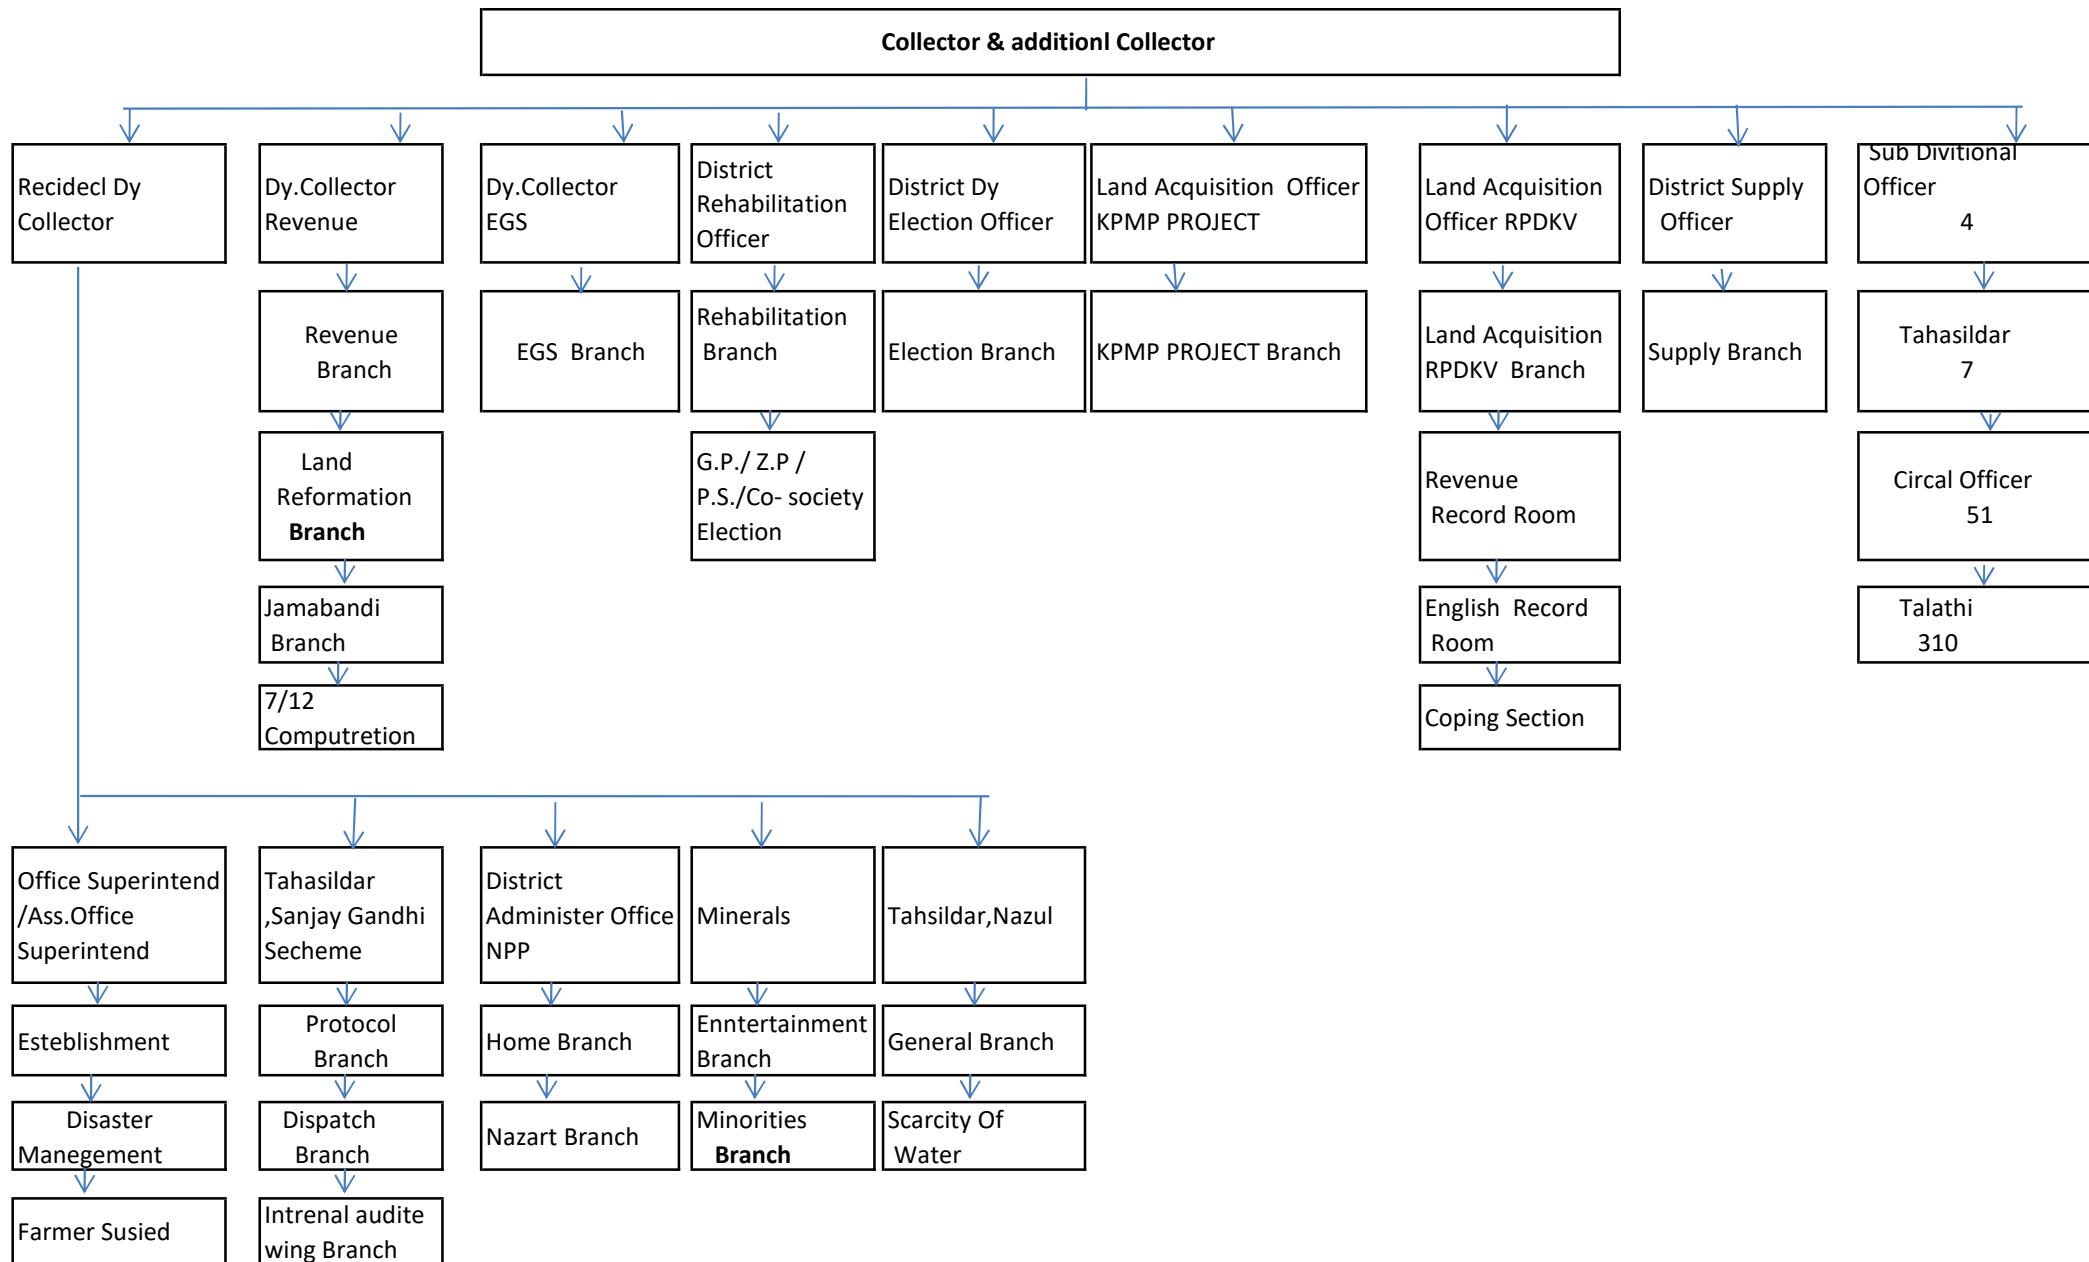 Collector & additionl Collector
Recidecl Dy
Collector
Dy.Collector
Revenue
Dy.Collector
EGS
District
Rehabilitation
Officer
District Dy
Election Officer
Land Acquisition Officer
KPMP PROJECT
Land Acquisition
Officer RPDKV
District Supply
Officer
Sub Divitional
Officer
4
Revenue
Branch
EGS Branch
Rehabilitation
Branch
Election Branch
KPMP PROJECT Branch
Land Acquisition
RPDKV Branch
Supply Branch
Tahasildar
7
Land
Reformation
Branch
G.P./ Z.P /
P.S./Co- society
Election
Revenue
Record Room
Circal Officer
51
Jamabandi
Branch
English Record
Room
Talathi
310
7/12
Computretion
Coping Section
Office Superintend
/Ass.Office
Superintend
Tahasildar
,Sanjay Gandhi
Secheme
District
Administer Office
NPP
Minerals
Tahsildar,Nazul
Esteblishment
Protocol
Branch
Home Branch
Enntertainment
Branch
General Branch
Disaster
Manegement
Dispatch
Branch
Nazart Branch
Minorities
Branch
Scarcity Of
Water
Farmer Susied
Intrenal audite
wing Branch